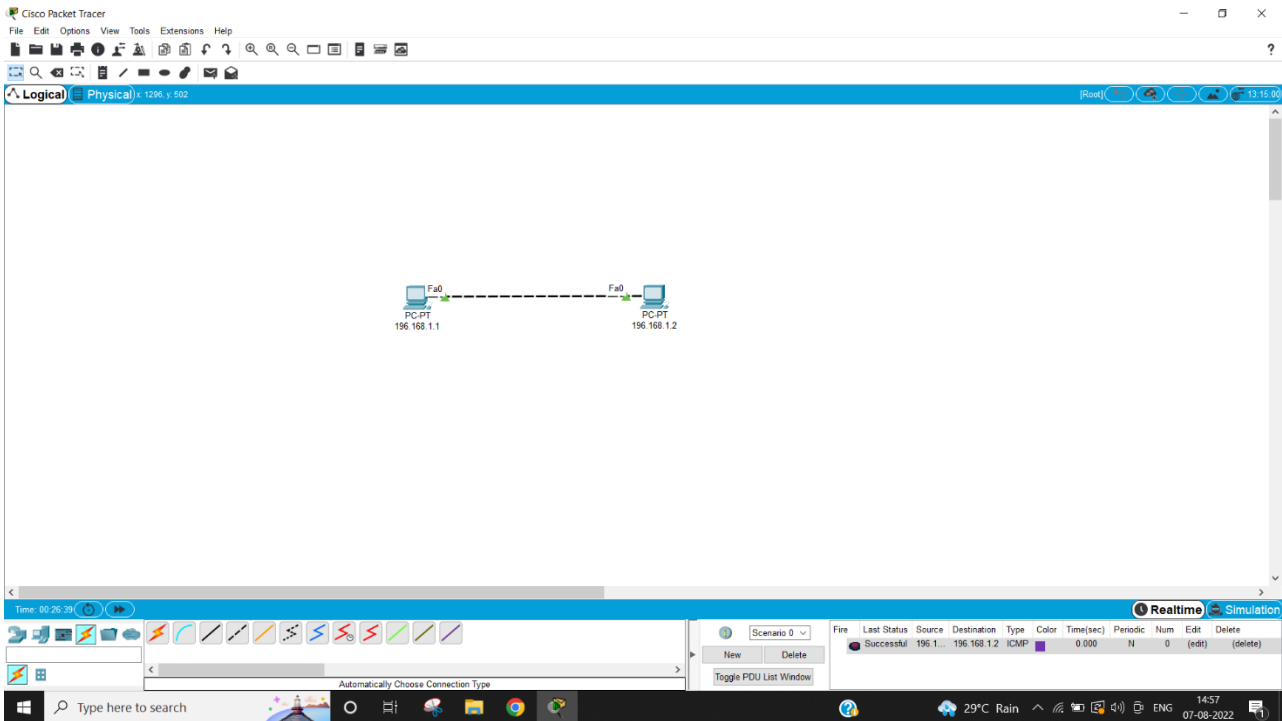 Cisco Packet Tracer
File Edit Options View Tools Extensions Help
?
Logical Physical x: 1296, y: 502 [Root] 13:15:00
Fa0 Fa0
PC-PT PC-PT
196.168.1.1 196.168.1.2
Time: 00:26:39 Realtime Simulation
Scenario 0 Fire Last Status Source Destination Type Color Time(sec) Periodic Num Edit Delete
Successful 196.1... 196.168.1.2 ICMP 0.000 N 0 (edit) (delete)
New Delete
Toggle PDU List Window
Automatically Choose Connection Type
Type here to search 29°C Rain ENG 14:57
07-08-2022 1